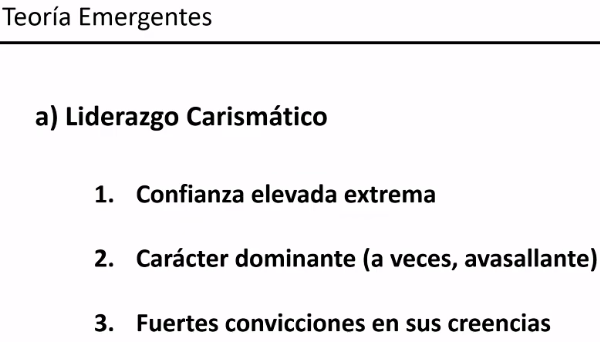 Teoría Emergentes
a) Liderazgo Carismático
1. Confianza elevada extrema
2. Carácter dominante (a veces, avasallante)
3. Fuertes convicciones en sus creencias